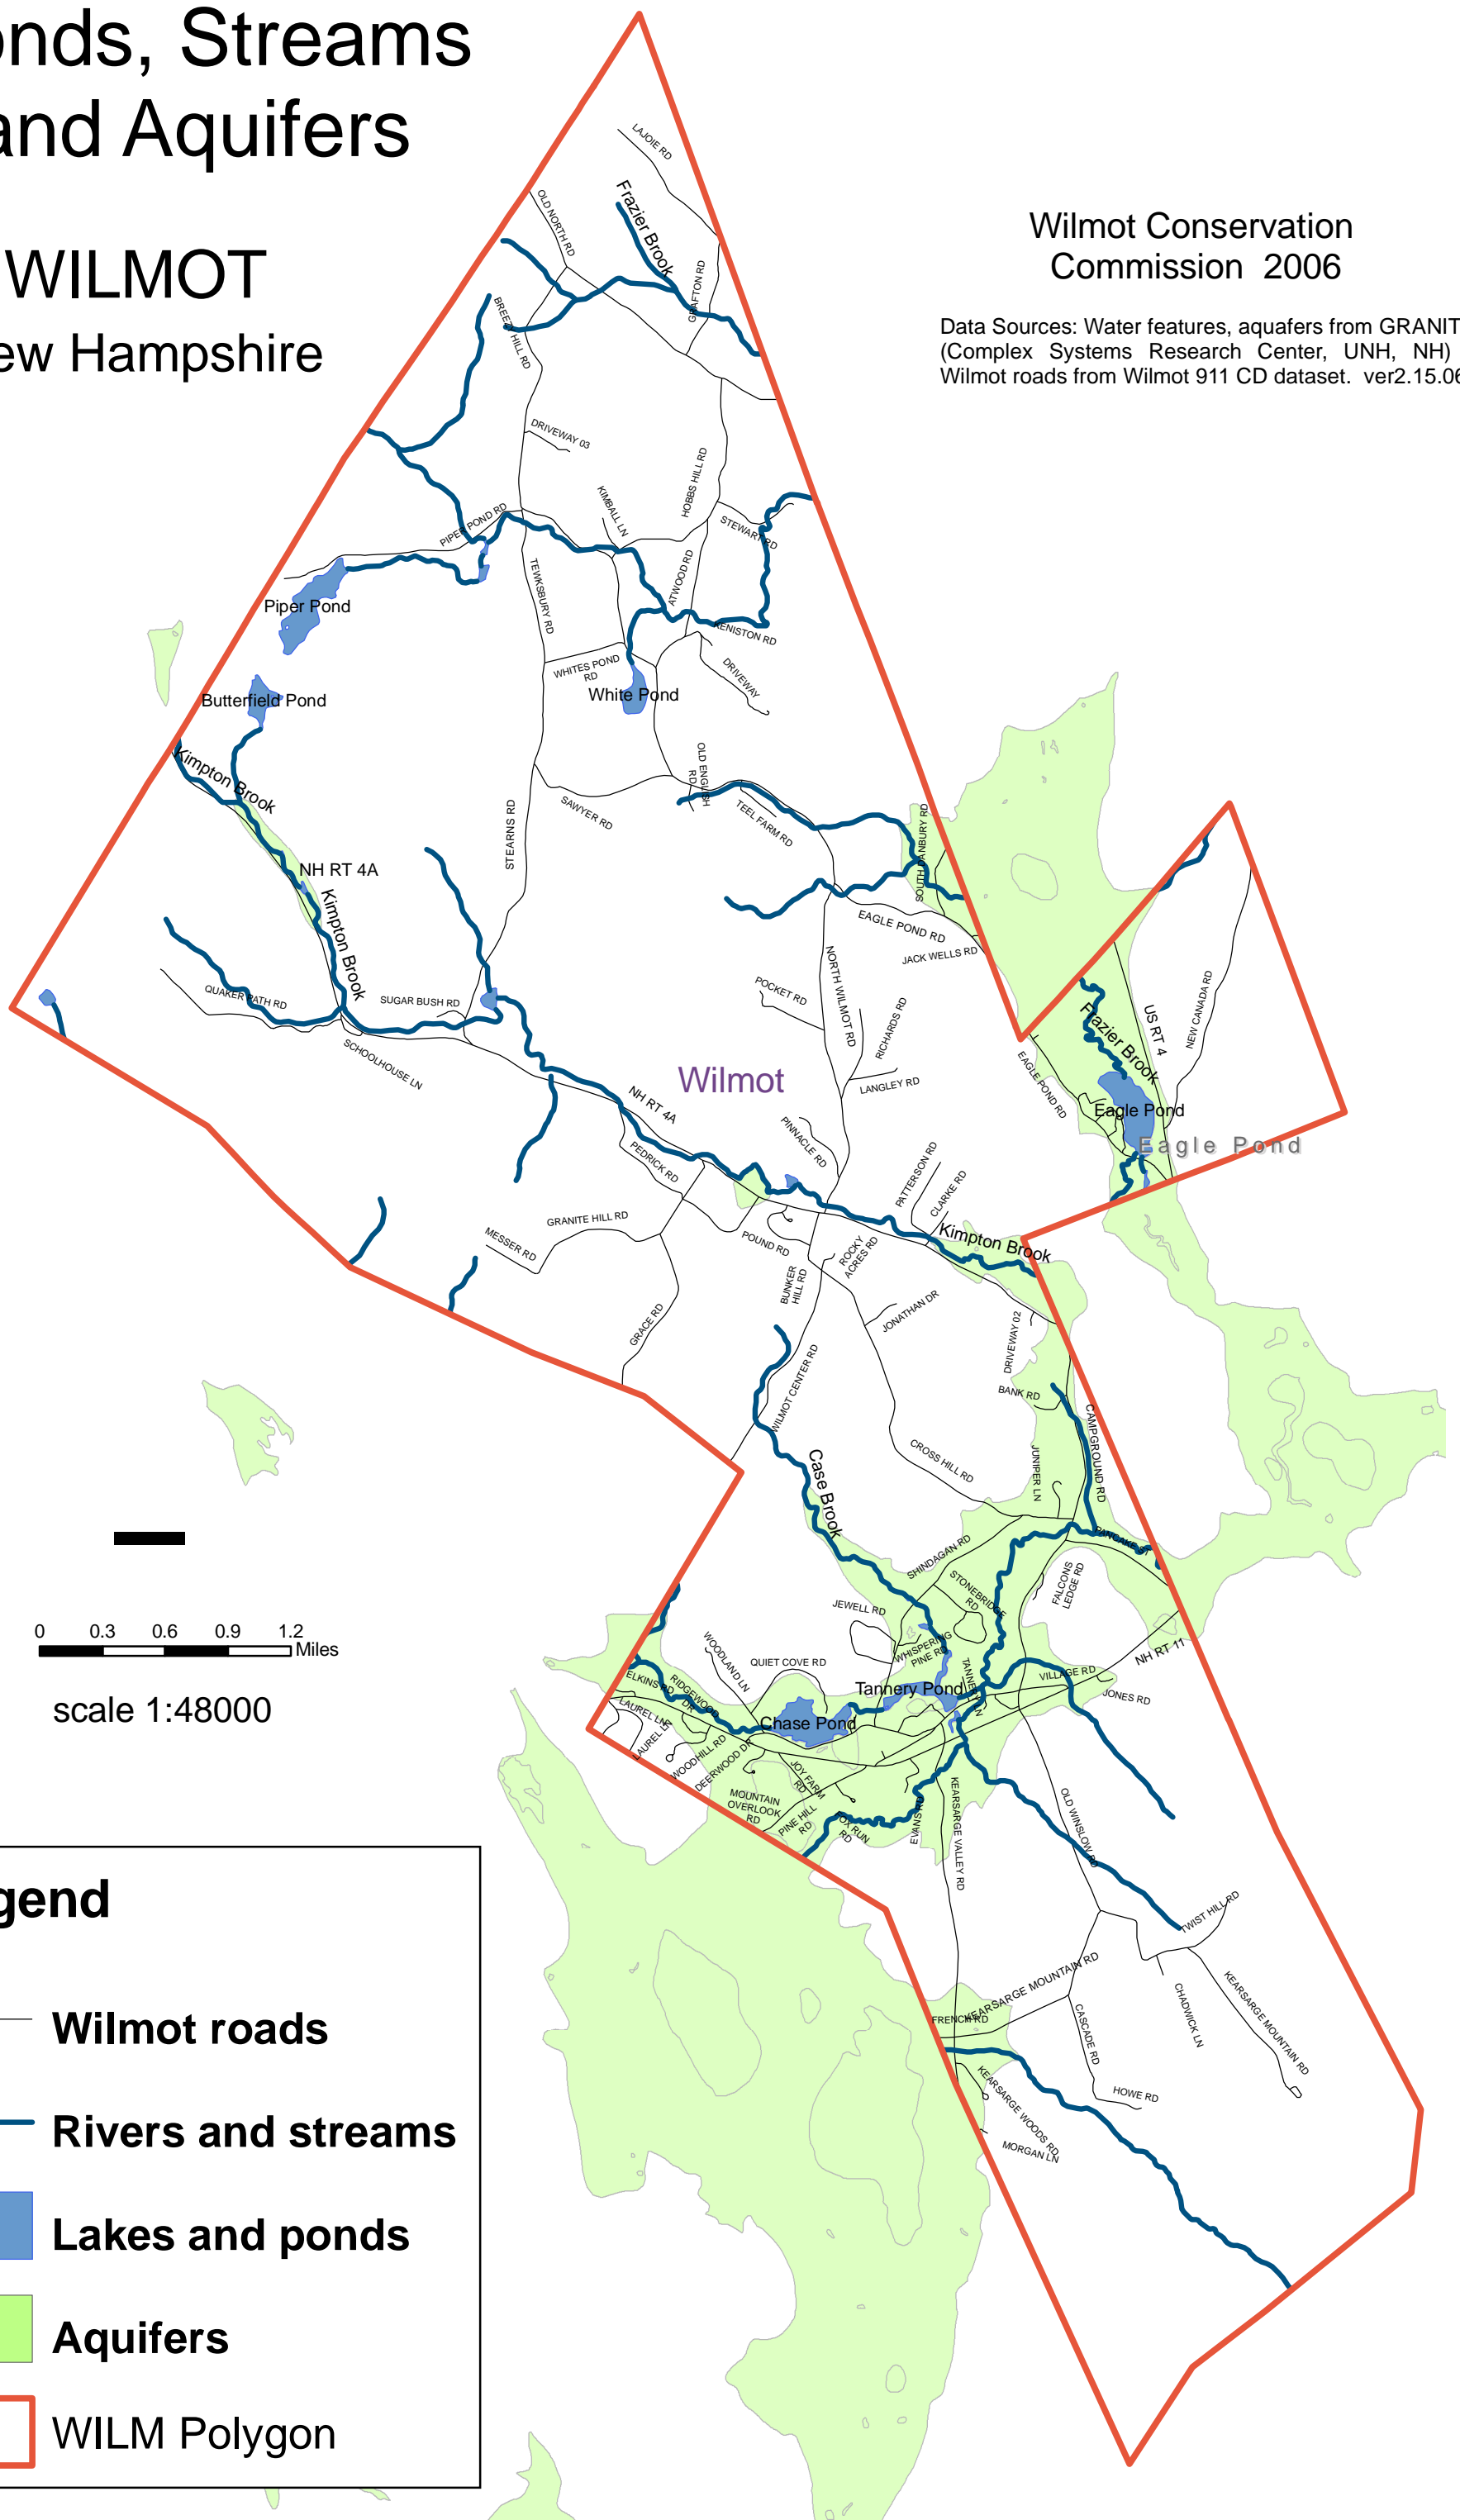 onds, Streams
and Aquifers
WILMOT
ew Hampshire
Wilmot Conservation
Commission 2006
Data Sources: Water features, aquafers from GRANIT
(Complex Systems Research Center, UNH, NH)
Wilmot roads from Wilmot 911 CD dataset. ver2.15.06
LAJOIE RD
OLD NORTH RD
Frazier Brook
GRAFTON RD
BREEZY HILL RD
DRIVEWAY 03
HOBBS HILL RD
KIMBALL LN
PIPER POND RD
STEWART RD
TEWKSBURY RD
ATWOOD RD
Piper Pond
KENISTON RD
WHITES POND
RD
DRIVEWAY
White Pond
Butterfield Pond
Kimpton Brook
OLD ENGLISH
RD
SAWYER RD
TEEL FARM RD
STEARNS RD
SOUTH DANBURY RD
NH RT 4A
Kimpton Brook
EAGLE POND RD
JACK WELLS RD
NORTH WILMOT RD
POCKET RD
QUAKER PATH RD
SUGAR BUSH RD
RICHARDS RD
NEW CANADA RD
US RT 4
Frazier Brook
SCHOOLHOUSE LN
Wilmot
LANGLEY RD
EAGLE POND RD
NH RT 4A
Eagle Pond
Eagle Pond
PINNACLE RD
PEDRICK RD
PATTERSON RD
CLARKE RD
GRANITE HILL RD
MESSER RD
POUND RD
ROCKY
ACRES RD
Kimpton Brook
BUNKER
HILL RD
GRACE RD
JONATHAN DR
DRIVEWAY 02
WILMOT CENTER RD
BANK RD
CAMPGROUND RD
CROSS HILL RD
JUNIPER LN
Case Brook
PANCAKE ST
SHINDAGAN RD
STONEBRIDGE
RD
FALCONS
LEDGE RD
JEWELL RD
WHISPERING
PINE RD
WOODLAND LN
QUIET COVE RD
NH RT 11
TANNERY LN
VILLAGE RD
JONES RD
ELKINS RD
RIDGEWOOD
DR
Tannery Pond
LAUREL LN
Chase Pond
LAUREL LN
WOODHILL RD
DEERWOOD DR
JOY FARM
RD
MOUNTAIN
OVERLOOK
RD
PINE HILL
RD
FOX RUN
RD
EVANS RD
KEARSARGE VALLEY RD
OLD WINSLOW RD
TWIST HILL RD
KEARSARGE MOUNTAIN RD
FRENCH RD
CASCADE RD
CHADWICK LN
KEARSARGE MOUNTAIN RD
HOWE RD
KEARSARGE WOODS RD
MORGAN LN
0 0.3 0.6 0.9 1.2
Miles
scale 1:48000
gend
Wilmot roads
Rivers and streams
Lakes and ponds
Aquifers
WILM Polygon